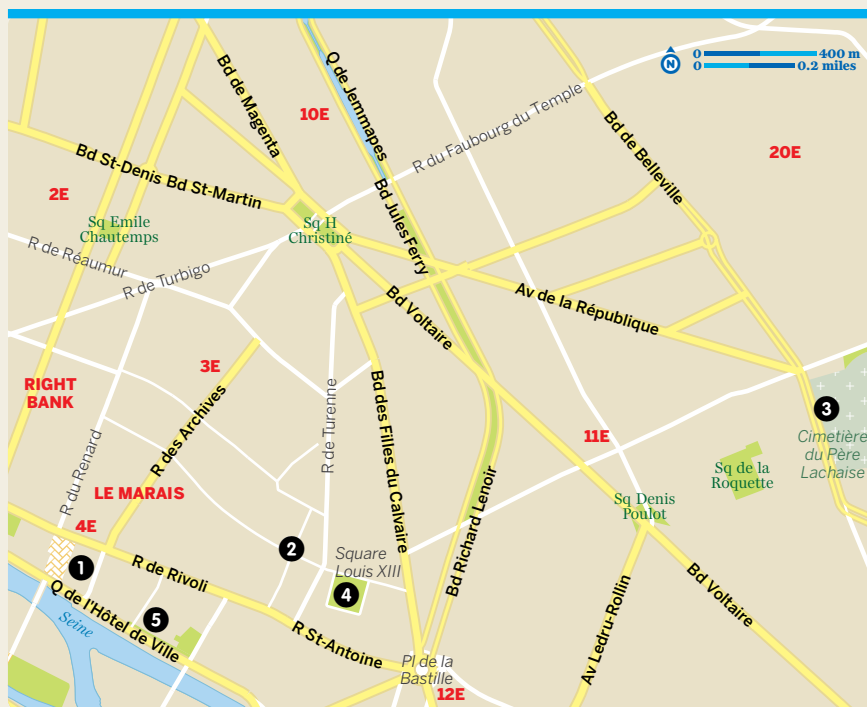 0 400 m
N
0 0.2 miles
Bd de Magenta
Q de Jemmapes
10E
R du Faubourg du Temple
Bd de Belleville
20E
Bd St-Denis
Bd St-Martin
2E
Sq Emile
Chautemps
Sq H
Christiné
Bd Jules Ferry
R de Réaumur
R de Turbigo
Bd Voltaire
Av de la République
3E
RIGHT
BANK
R des Archives
R de Turenne
Bd des Filles du Calvaire
11E
3
Cimetière
du Père
Lachaise
Sq de la
Roquette
R du Renard
LE MARAIS
Bd Richard Lenoir
Sq Denis
Poulot
4E
2
Square
Louis XIII
1
R de Rivoli
4
Bd Voltaire
Av Ledru-Rollin
Q de l'Hôtel de Ville
Seine
5
R St-Antoine
Pl de la
Bastille
12E